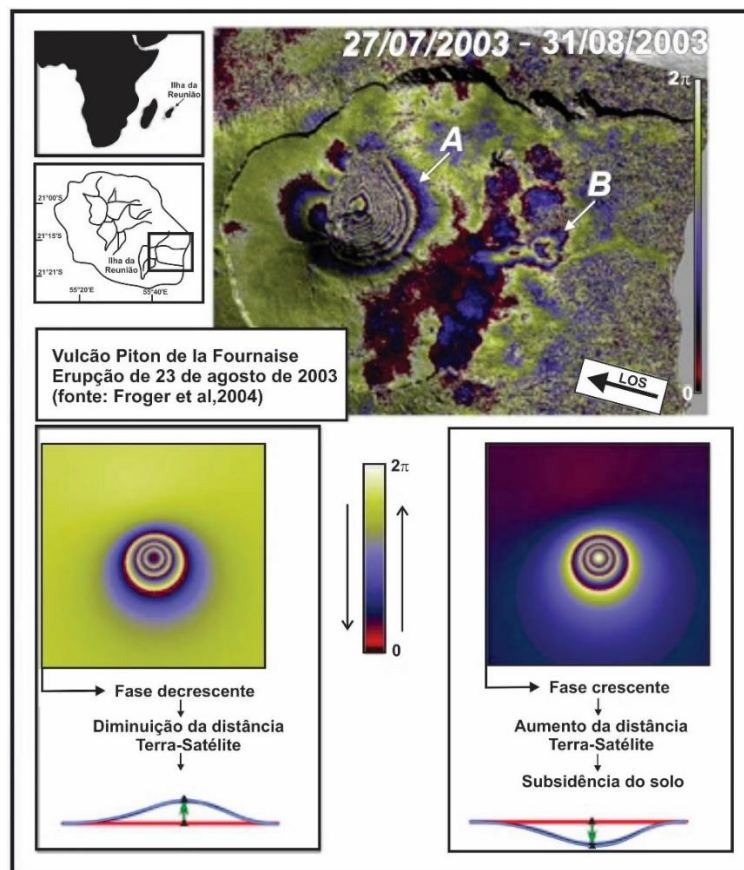 Ilha da
Reunião
27/07/2003 - 31/08/2003
2π
A
B
21°00'S
21°15'S
21°21'S
Ilha da
Reunião
55°20'E
55°40'E
LOS
0
Vulcão Piton de la Fournaise
Erupção de 23 de agosto de 2003
(fonte: Froger et al,2004)
2π
0
Fase decrescente
Diminuição da distância
Terra-Satélite
Fase crescente
Aumento da distância
Terra-Satélite
Subsidência do solo